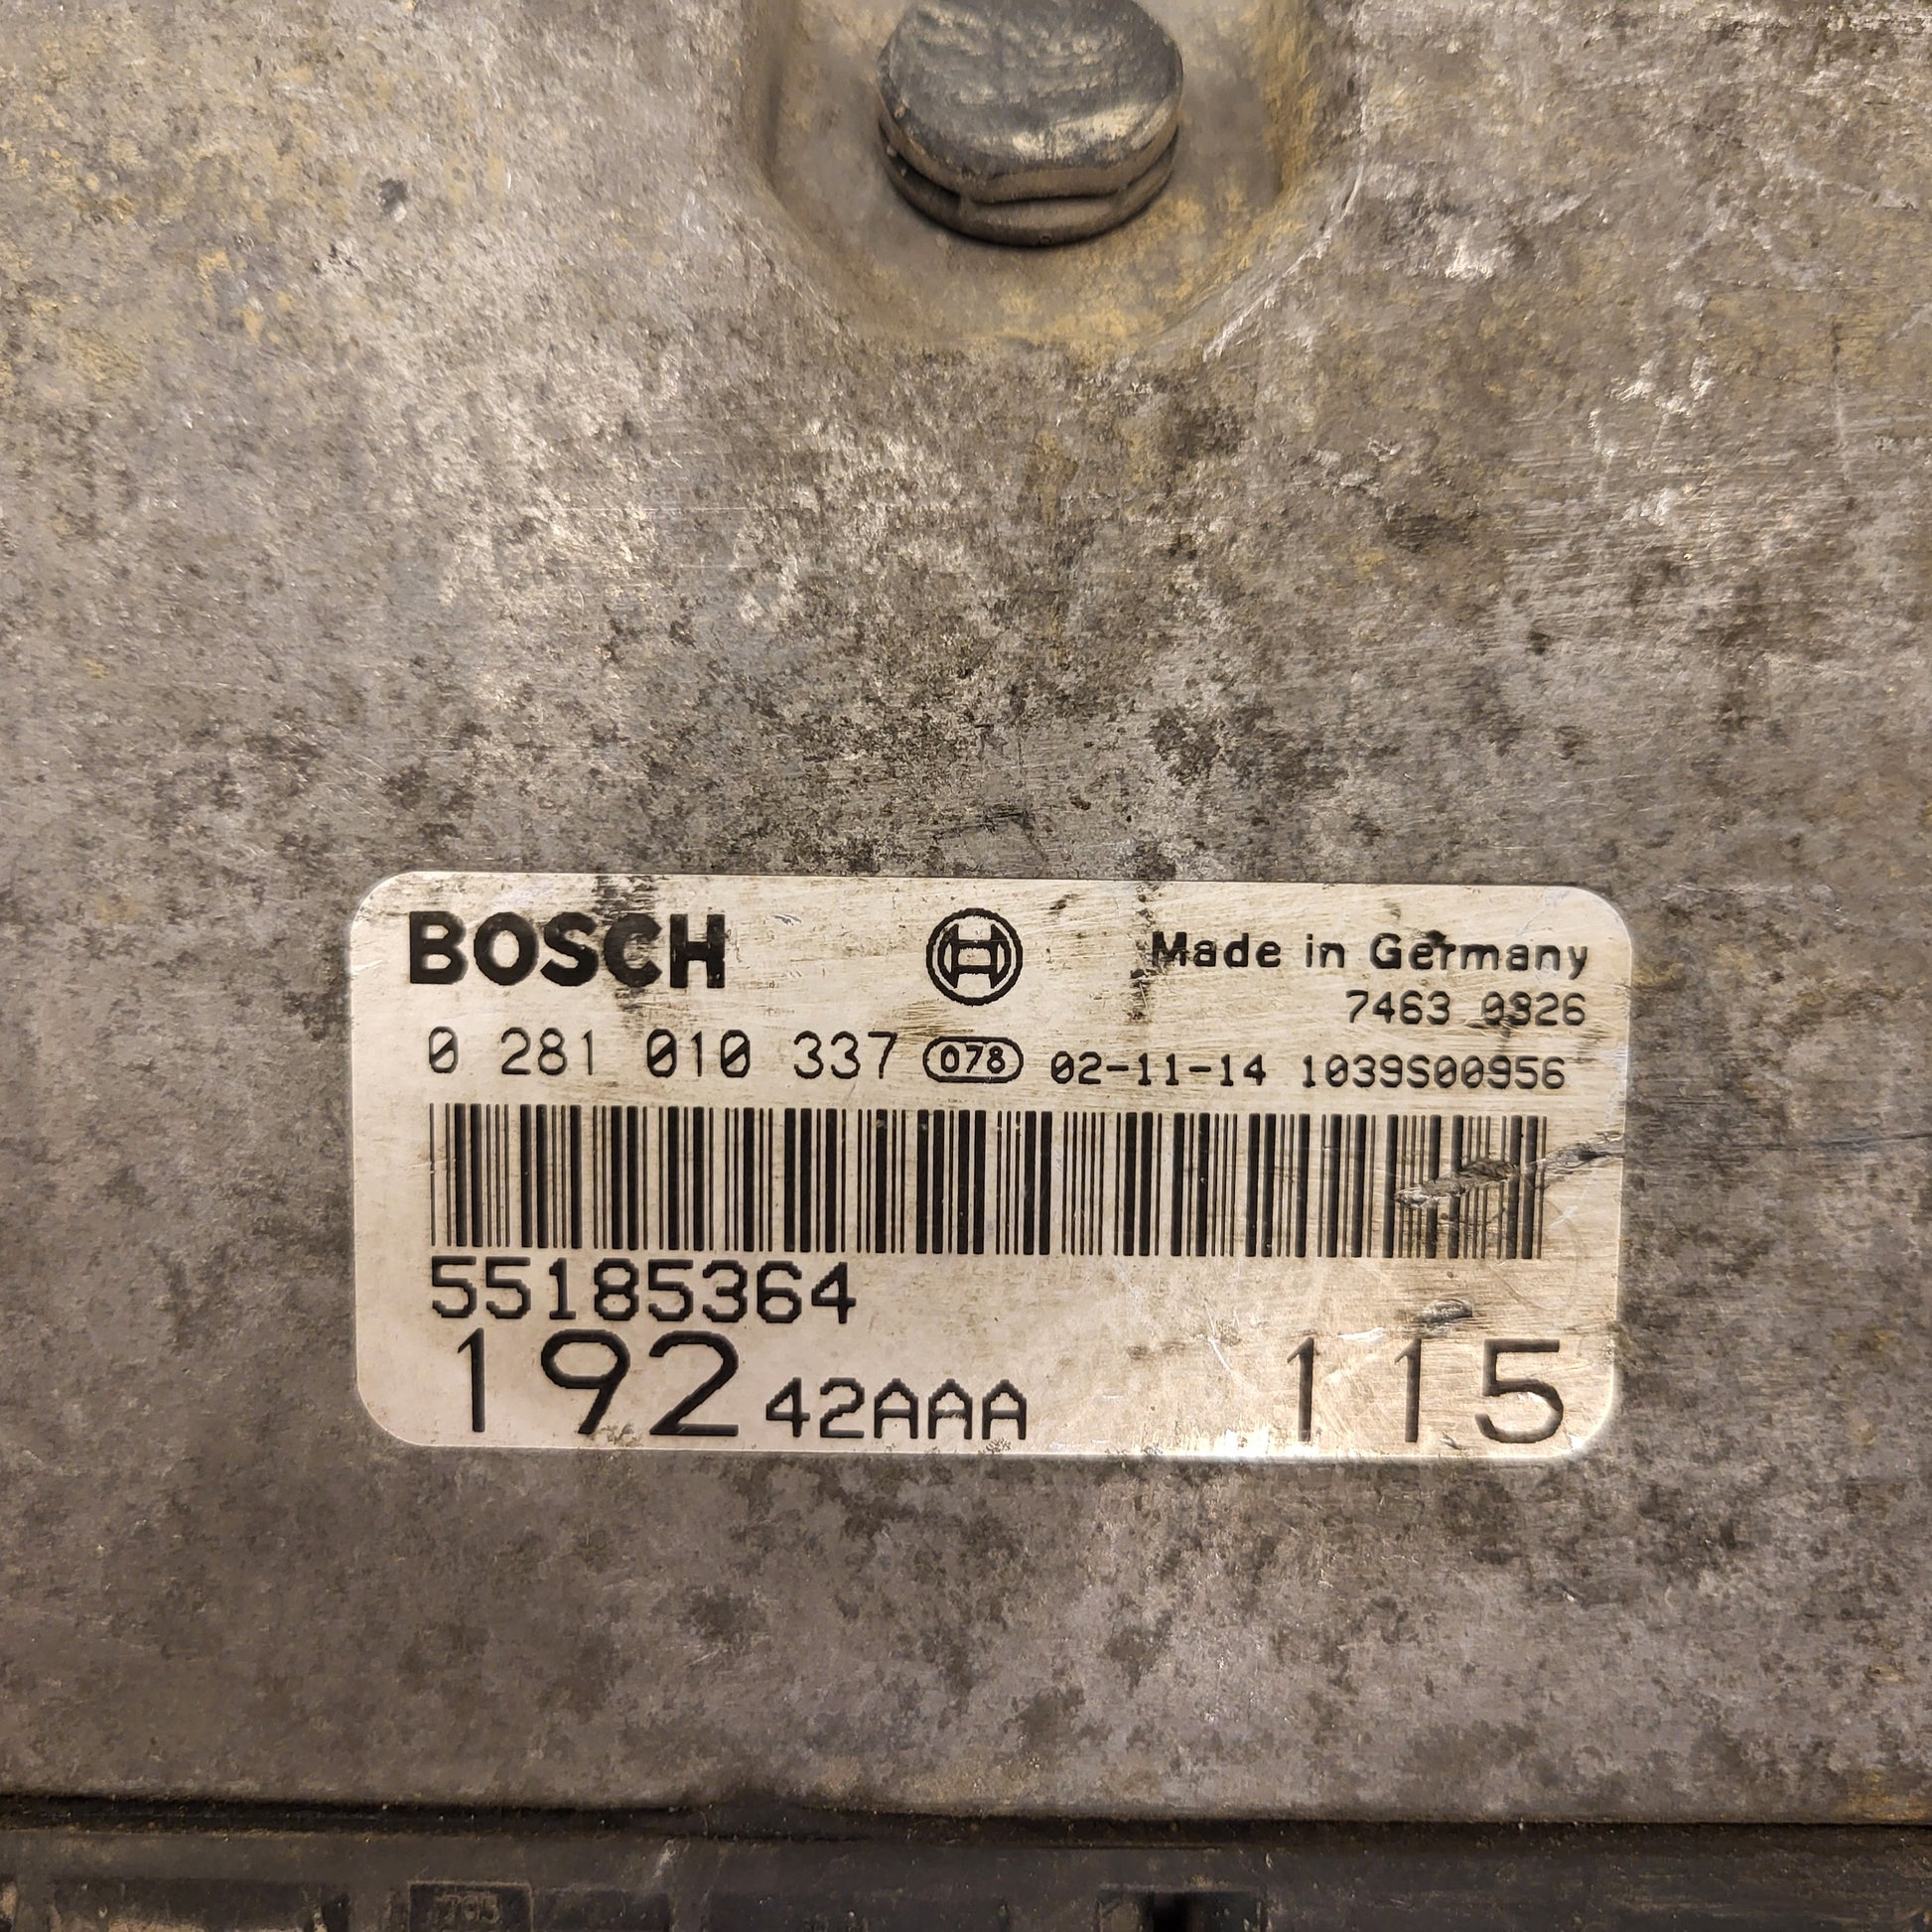 BOSCH Made in Germany
7463 0326
0 281 010 337 078 02-11-14 1039S00956
55185364
192 42AAA 115